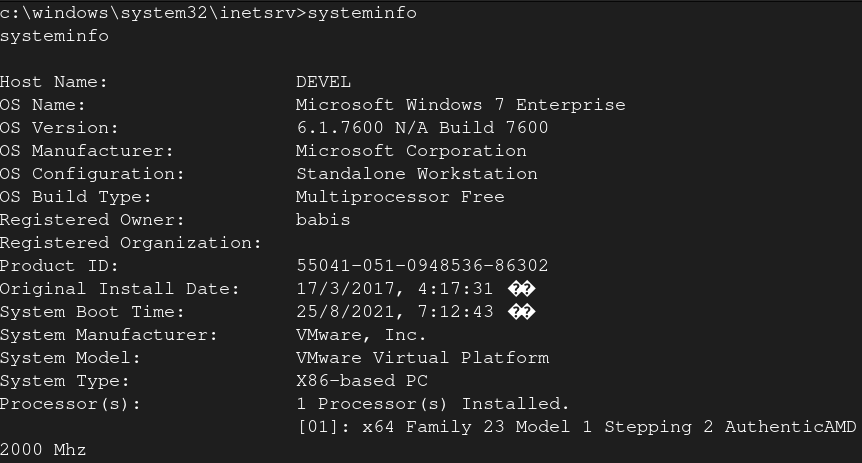 c:\windows\system32\inetsrv>systeminfo
systeminfo
Host Name: DEVEL
OS Name: Microsoft Windows 7 Enterprise
OS Version: 6.1.7600 N/A Build 7600
OS Manufacturer: Microsoft Corporation
OS Configuration: Standalone Workstation
OS Build Type: Multiprocessor Free
Registered Owner: babis
Registered Organization:
Product ID: 55041-051-0948536-86302
Original Install Date: 17/3/2017, 4:17:31 ��
System Boot Time: 25/8/2021, 7:12:43 ��
System Manufacturer: VMware, Inc.
System Model: VMware Virtual Platform
System Type: X86-based PC
Processor(s): 1 Processor(s) Installed.
[01]: x64 Family 23 Model 1 Stepping 2 AuthenticAMD
2000 Mhz